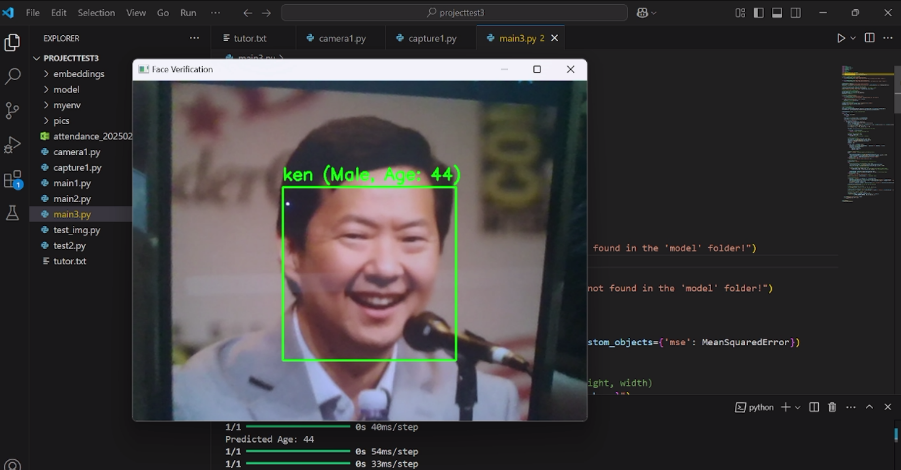 File Edit Selection View Go Run ··· projecttest3
EXPLORER ···
PROJECTTEST3
embeddings
model
myenv
pics
attendance_202502
camera1.py
capture1.py
main1.py
main2.py
main3.py
test_img.py
test2.py
tutor.txt
1
tutor.txt camera1.py capture1.py main3.py 2
main3.py >
Face Verification
ken (Male, Age: 44)
found in the 'model' folder!")
not found in the 'model' folder!")
stom_objects={'mse': MeanSquaredError})
ight, width)
python
1/1 0s 40ms/step
Predicted Age: 44
1/1 0s 54ms/step
1/1 0s 33ms/step